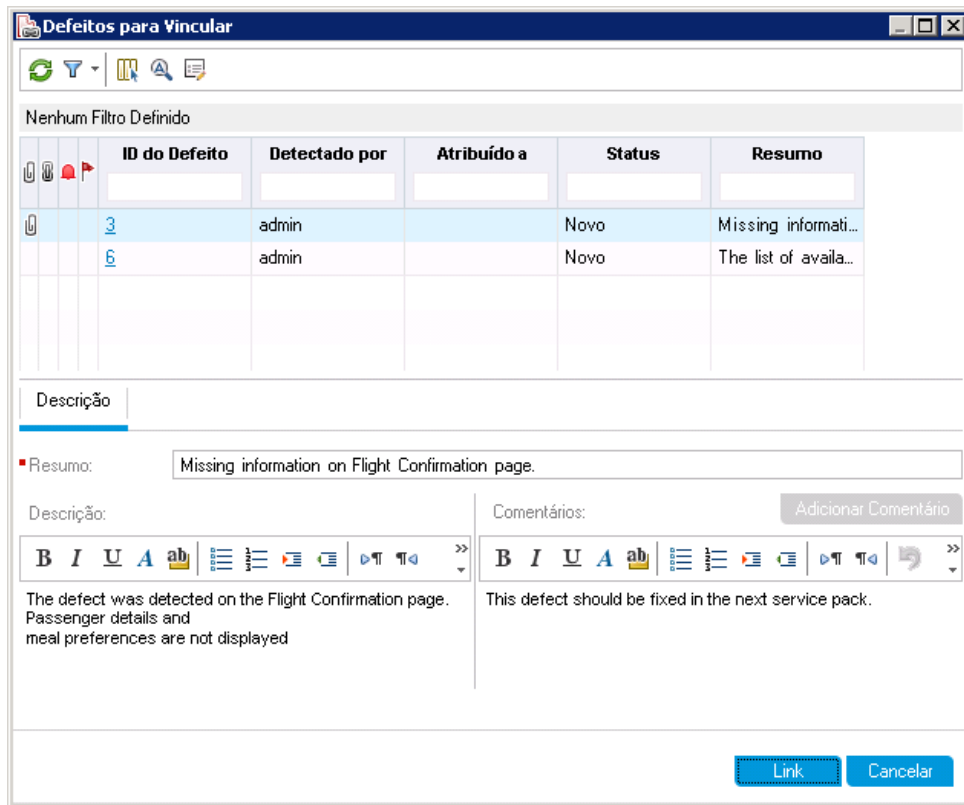 Defeitos para Vincular
Nenhum Filtro Definido
ID do Defeito Detectado por Atribuído a Status Resumo
3 admin Novo Missing informati...
6 admin Novo The list of availa...
Descrição
Resumo: Missing information on Flight Confirmation page.
Descrição: Comentários: Adicionar Comentário
B I U A ab B I U A ab
The defect was detected on the Flight Confirmation page. This defect should be fixed in the next service pack.
Passenger details and
meal preferences are not displayed
Link Cancelar